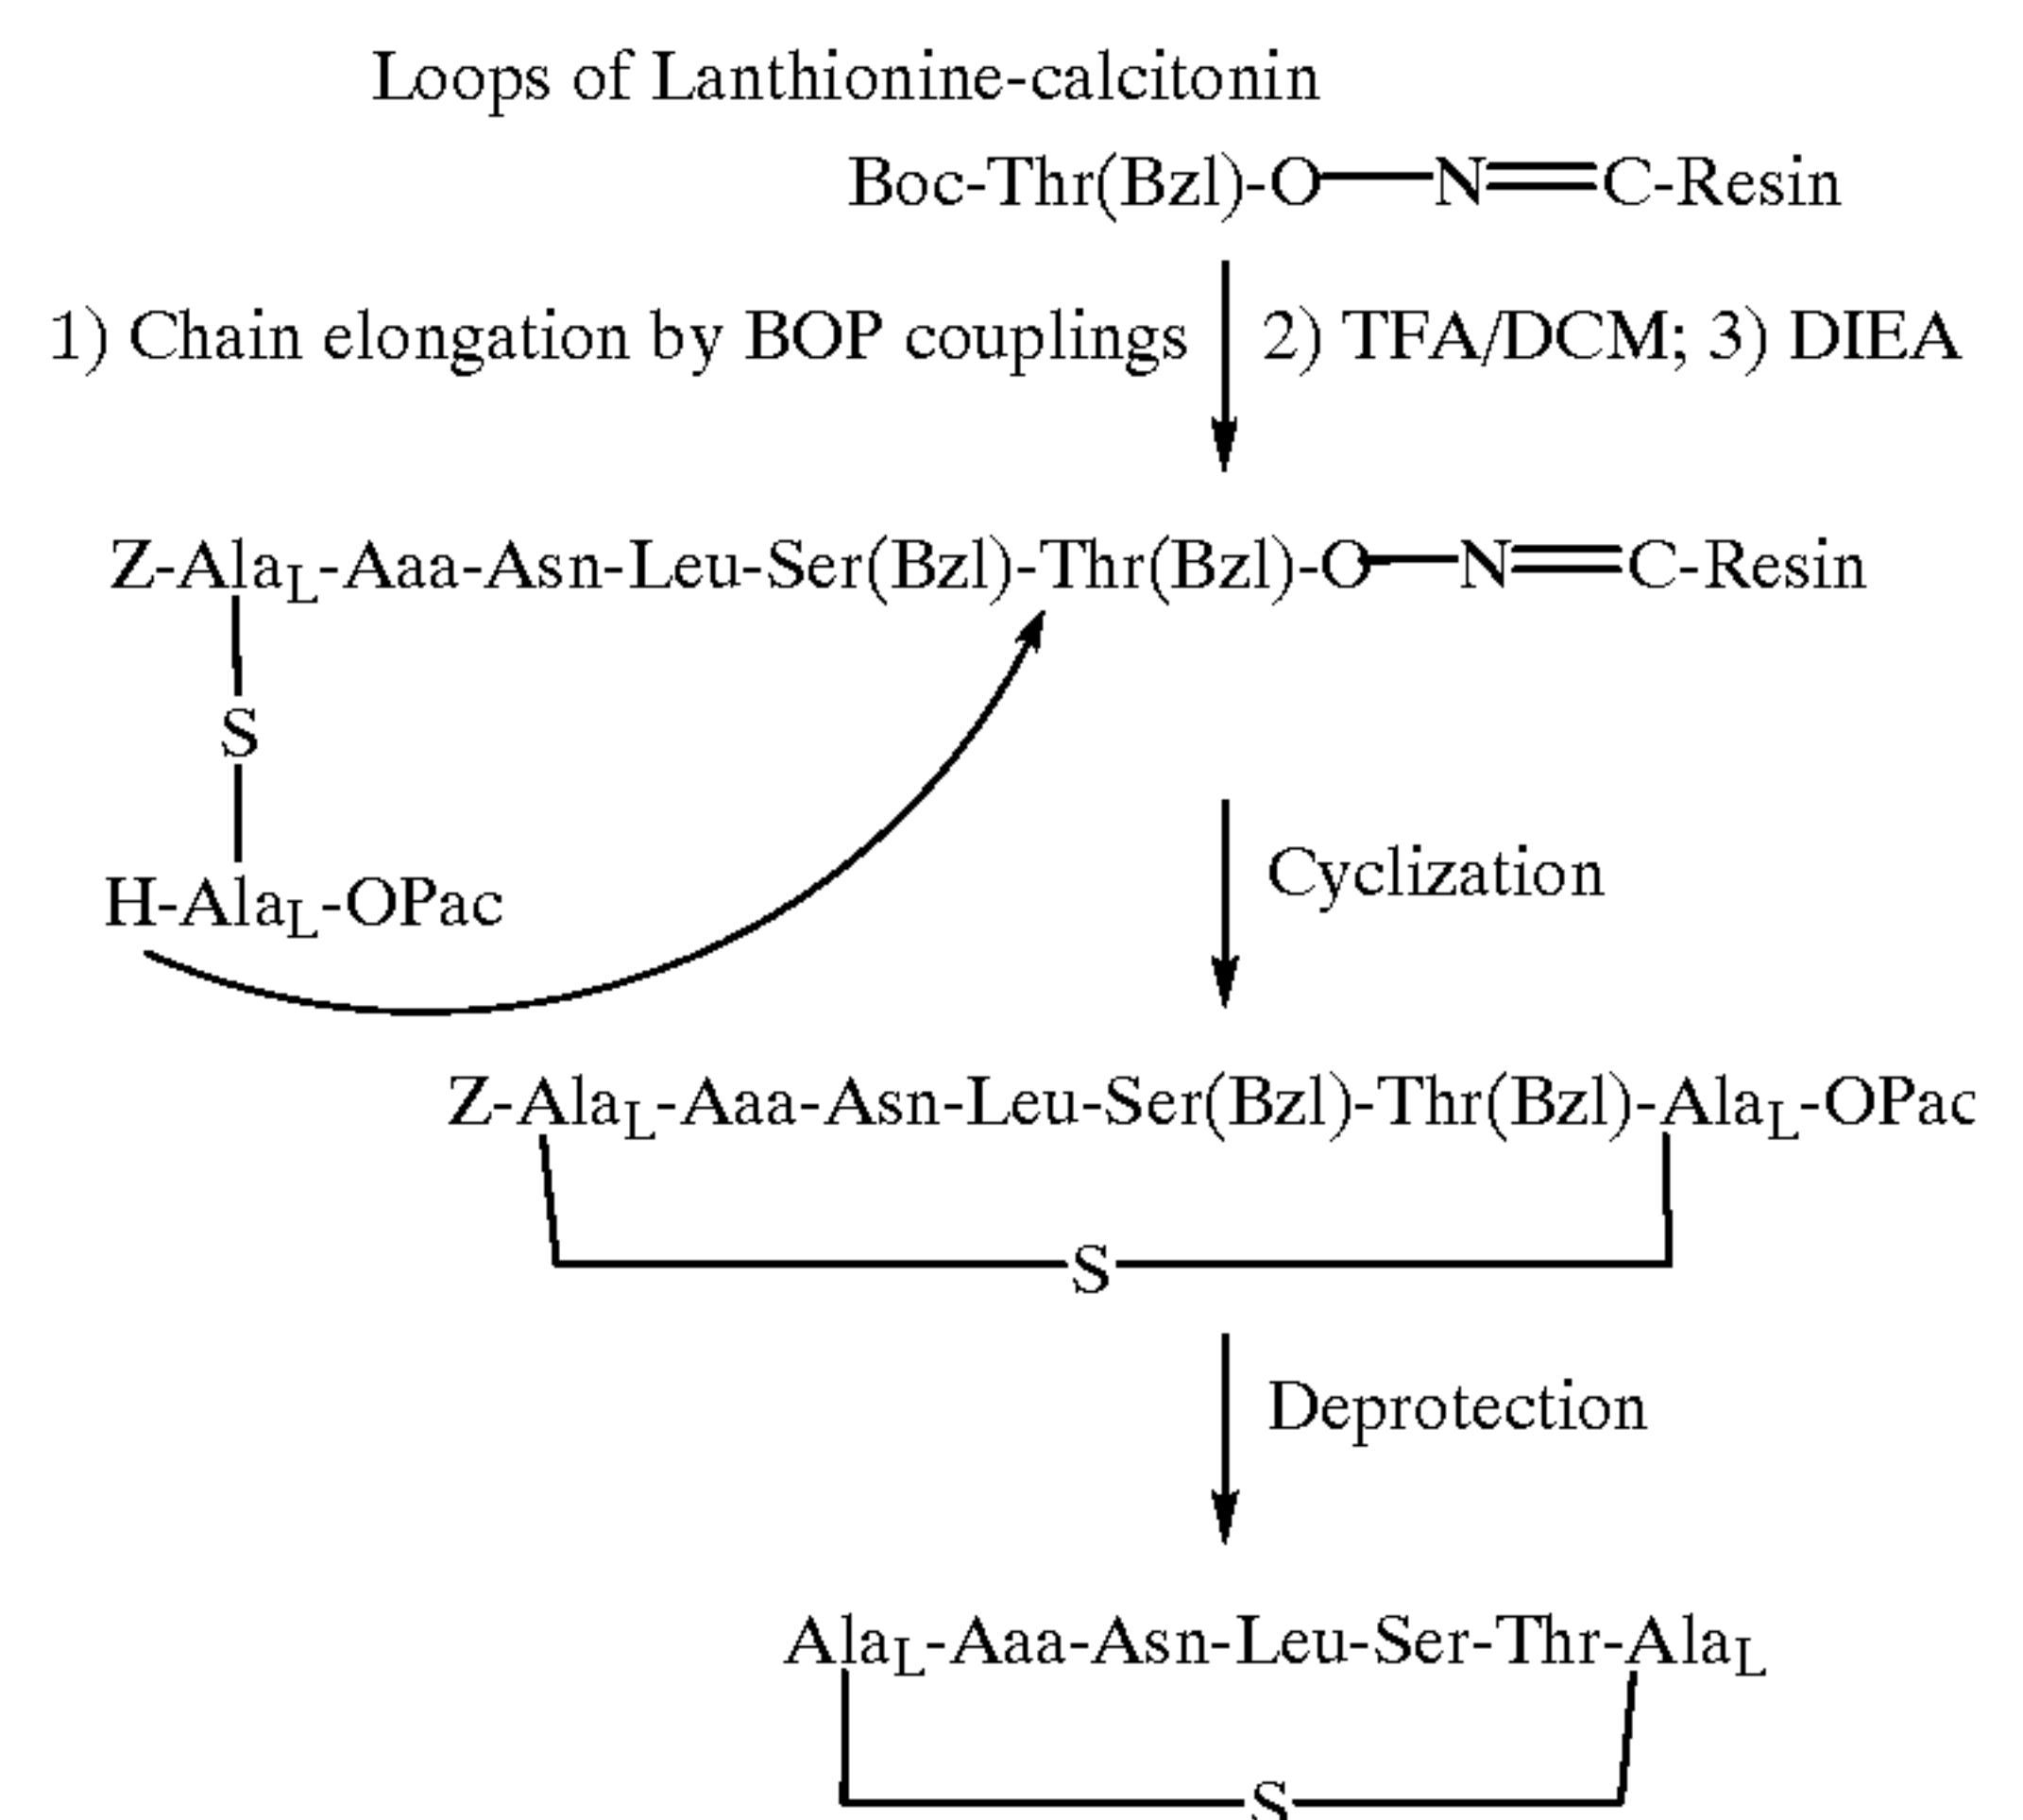 Loops of Lanthionine-calcitonin
Boc-Thr(Bzl)-O—N=C-Resin
1) Chain elongation by BOP couplings 2) TFA/DCM; 3) DIEA
Z-AlaL-Aaa-Asn-Leu-Ser(Bzl)-Thr(Bzl)-O—N=C-Resin
S
H-AlaL-OPac
Cyclization
Z-AlaL-Aaa-Asn-Leu-Ser(Bzl)-Thr(Bzl)-AlaL-OPac
S
Deprotection
AlaL-Aaa-Asn-Leu-Ser-Thr-AlaL
S